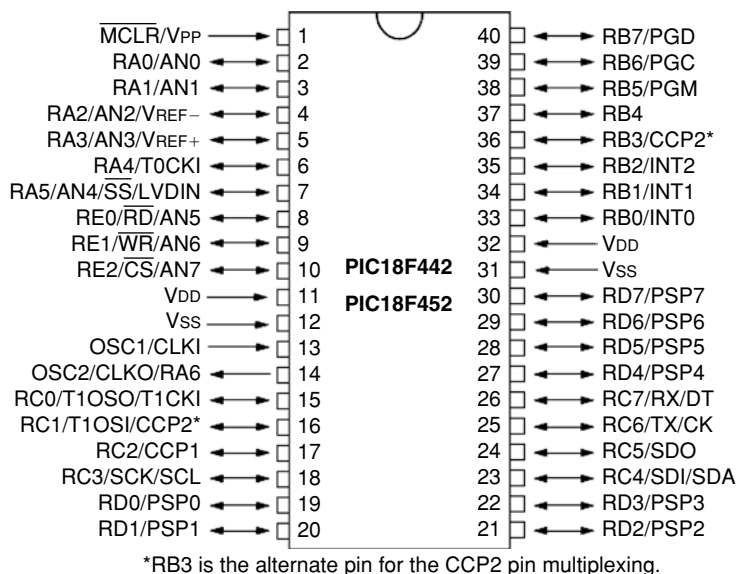 M̅C̅L̅R̅/VPP 1 40 RB7/PGD
RA0/AN0 2 39 RB6/PGC
RA1/AN1 3 38 RB5/PGM
RA2/AN2/VREF− 4 37 RB4
RA3/AN3/VREF+ 5 36 RB3/CCP2*
RA4/T0CKI 6 35 RB2/INT2
RA5/AN4/S̅S̅/LVDIN 7 34 RB1/INT1
RE0/R̅D̅/AN5 8 33 RB0/INT0
RE1/W̅R̅/AN6 9 32 VDD
RE2/C̅S̅/AN7 10 PIC18F442 31 VSS
VDD 11 PIC18F452 30 RD7/PSP7
VSS 12 29 RD6/PSP6
OSC1/CLKI 13 28 RD5/PSP5
OSC2/CLKO/RA6 14 27 RD4/PSP4
RC0/T1OSO/T1CKI 15 26 RC7/RX/DT
RC1/T1OSI/CCP2* 16 25 RC6/TX/CK
RC2/CCP1 17 24 RC5/SDO
RC3/SCK/SCL 18 23 RC4/SDI/SDA
RD0/PSP0 19 22 RD3/PSP3
RD1/PSP1 20 21 RD2/PSP2
*RB3 is the alternate pin for the CCP2 pin multiplexing.